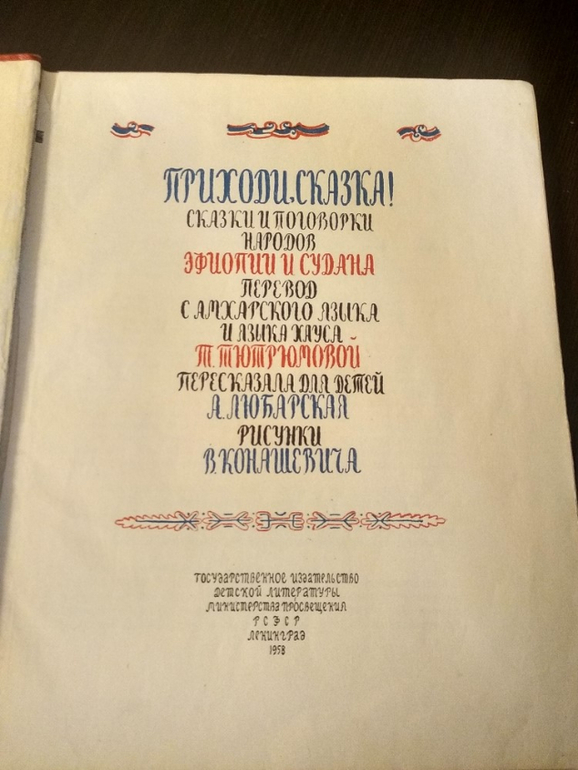 ПРИХОДИ, СКАЗКА!
СКАЗКИ И ПОГОВОРКИ
НАРОДОВ
ЭФИОПИИ И СУДАНА
ПЕРЕВОД
С АМХАРСКОГО ЯЗЫКА
И ЯЗЫКА ХАУСА
Т. ТЮТРЮМОВОЙ
ПЕРЕСКАЗАЛА ДЛЯ ДЕТЕЙ
А. ЛЮБАРСКАЯ
РИСУНКИ
В. КОНАШЕВИЧА
ГОСУДАРСТВЕННОЕ ИЗДАТЕЛЬСТВО
ДЕТСКОЙ ЛИТЕРАТУРЫ
МИНИСТЕРСТВА ПРОСВЕЩЕНИЯ
РСФСР
ЛЕНИНГРАД
1958